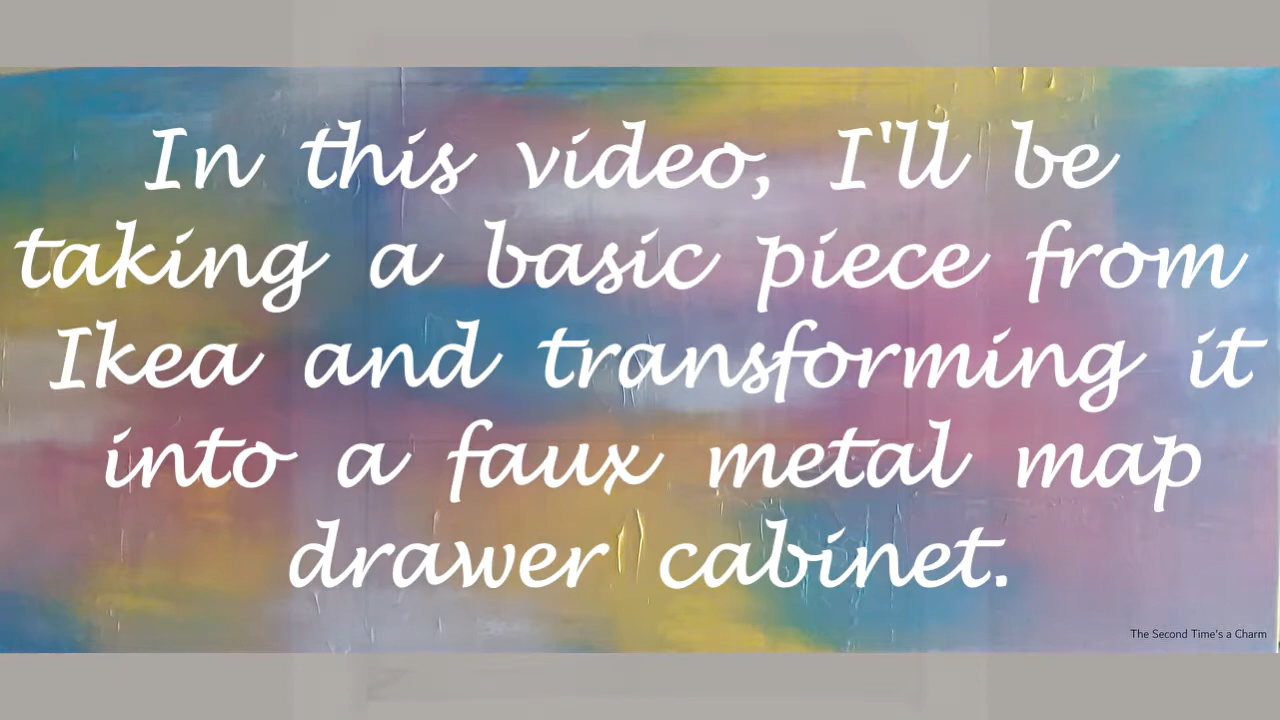 In this video, I'll be
taking a basic piece from
Ikea and transforming it
into a faux metal map
drawer cabinet.
The Second Time's a Charm